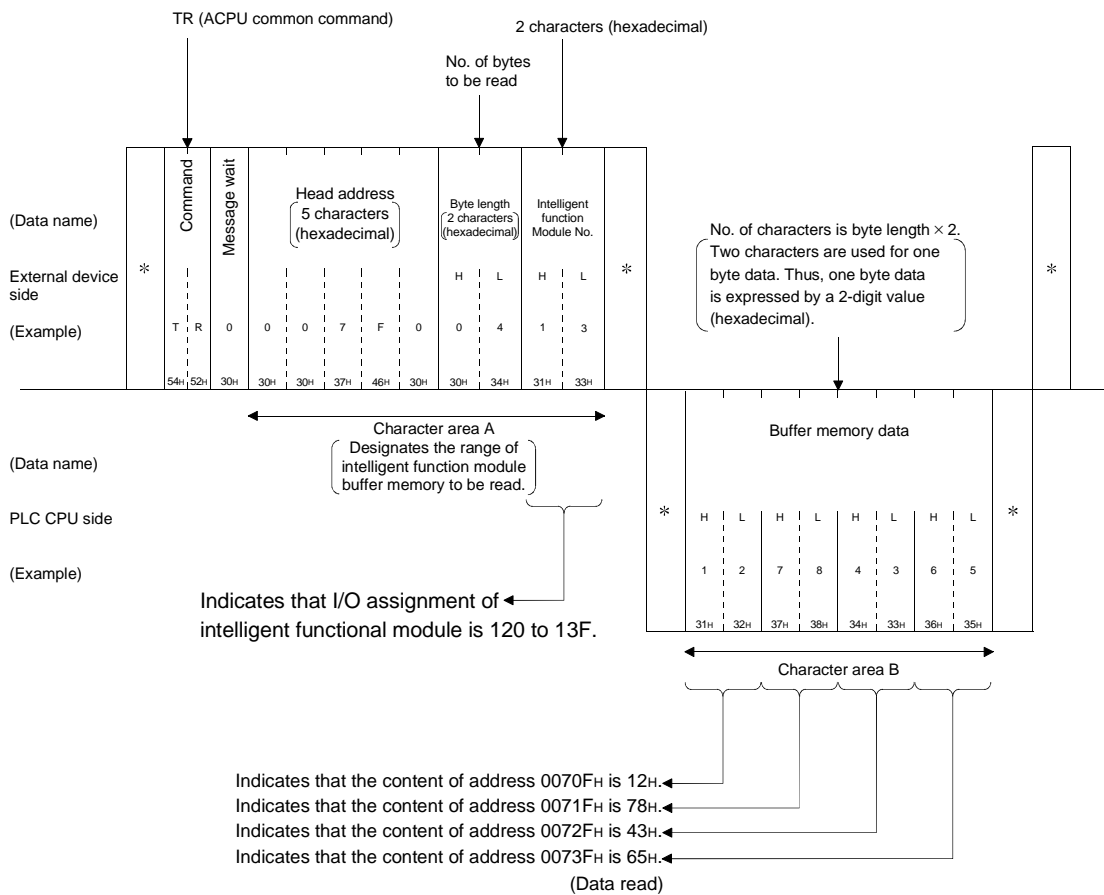 TR (ACPU common command)
2 characters (hexadecimal)
No. of bytes
to be read
Command
Message wait
Head address
5 characters
(hexadecimal)
Byte length
2 characters
(hexadecimal)
Intelligent
function
Module No.
(Data name)
External device
side
(Example)
*
*
*
H L H L
T R 0 0 0 7 F 0 0 4 1 3
54H 52H 30H 30H 30H 37H 46H 30H 30H 34H 31H 33H
No. of characters is byte length × 2.
Two characters are used for one
byte data. Thus, one byte data
is expressed by a 2-digit value
(hexadecimal).
Character area A
Designates the range of
intelligent function module
buffer memory to be read.
(Data name)
PLC CPU side
(Example)
Buffer memory data
*
*
H L H L H L H L
1 2 7 8 4 3 6 5
31H 32H 37H 38H 34H 33H 36H 35H
Indicates that I/O assignment of
intelligent functional module is 120 to 13F.
Character area B
Indicates that the content of address 0070FH is 12H.
Indicates that the content of address 0071FH is 78H.
Indicates that the content of address 0072FH is 43H.
Indicates that the content of address 0073FH is 65H.
(Data read)